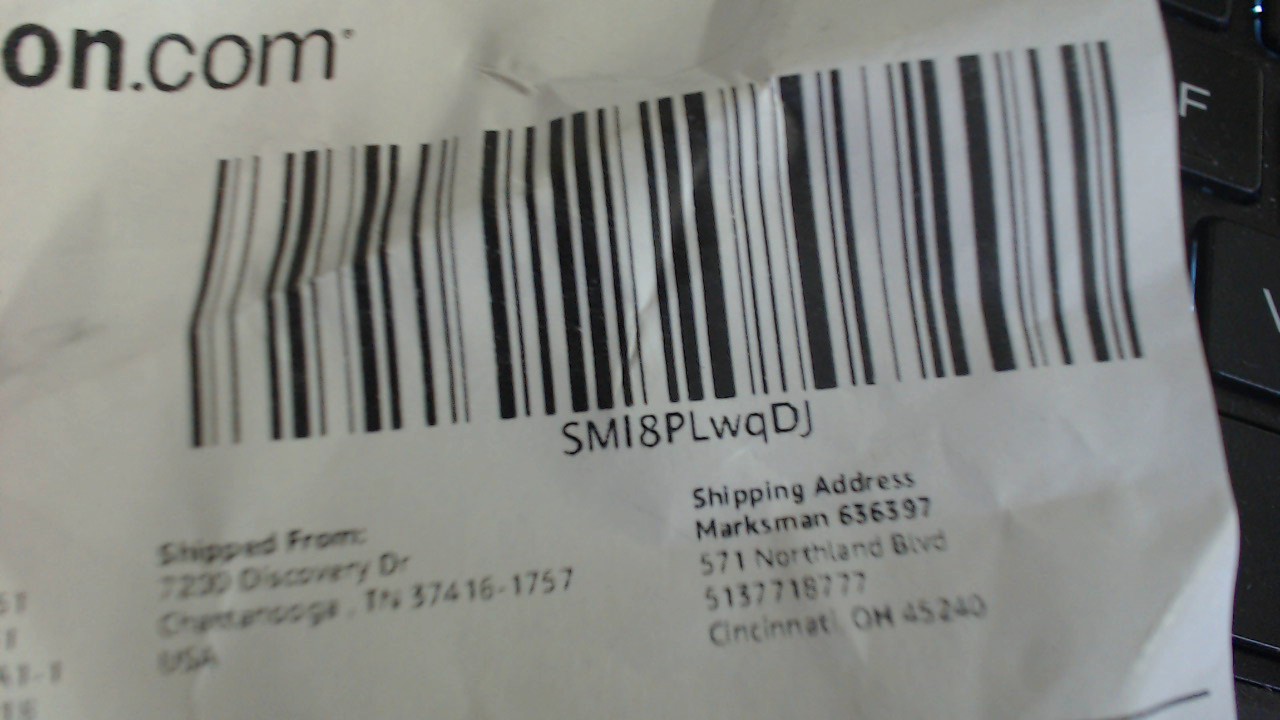 on.com
SMI8PLwqDJ
Shipped From:
7200 Discovery Dr
Chattanooga , TN 37416-1757
USA
Shipping Address
Marksman 636397
571 Northland Blvd
5137718777
Cincinnati, OH 45240
F